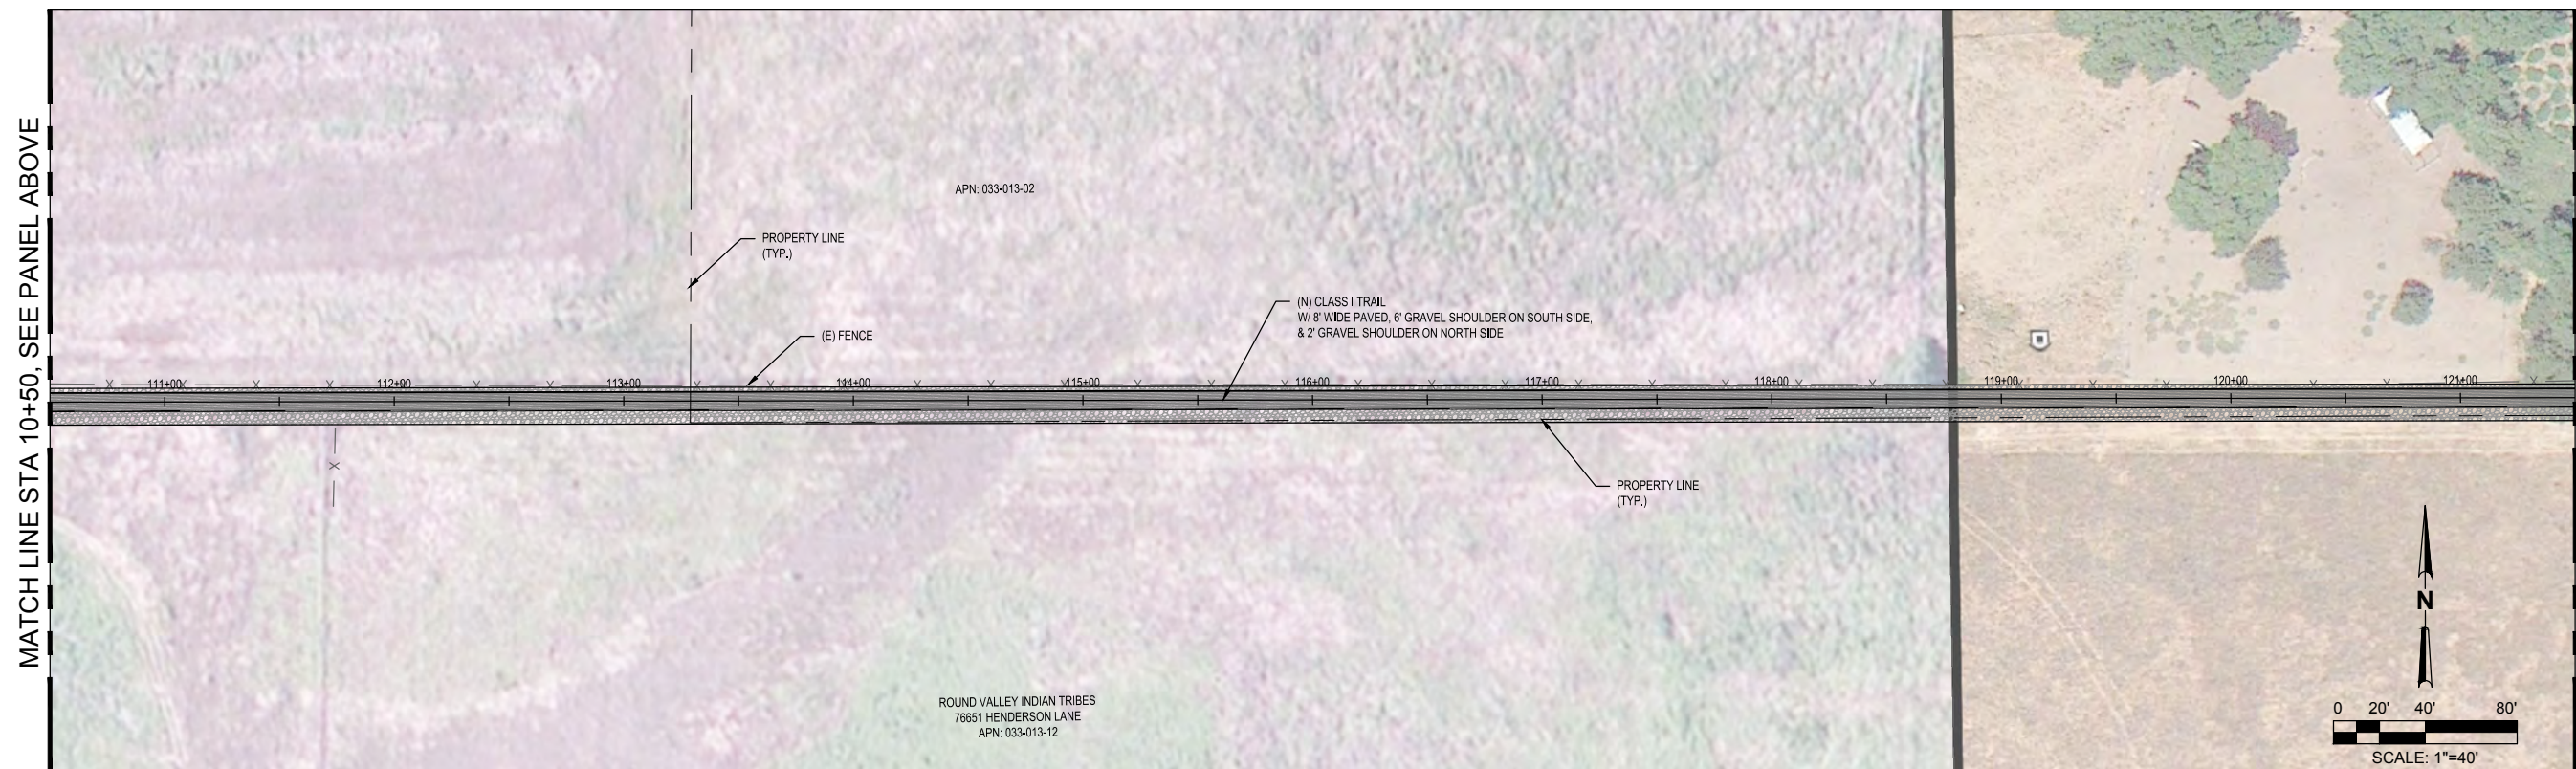 MATCH LINE STA 10+50, SEE PANEL ABOVE
APN: 033-013-02
PROPERTY LINE
(TYP.)
(N) CLASS I TRAIL
W/ 8' WIDE PAVED, 6' GRAVEL SHOULDER ON SOUTH SIDE,
& 2' GRAVEL SHOULDER ON NORTH SIDE
(E) FENCE
111+00 112+00 113+00 114+00 115+00 116+00 117+00 118+00 119+00 120+00 121+00
PROPERTY LINE
(TYP.)
N
ROUND VALLEY INDIAN TRIBES
76651 HENDERSON LANE
APN: 033-013-12
0 20' 40' 80'
SCALE: 1"=40'